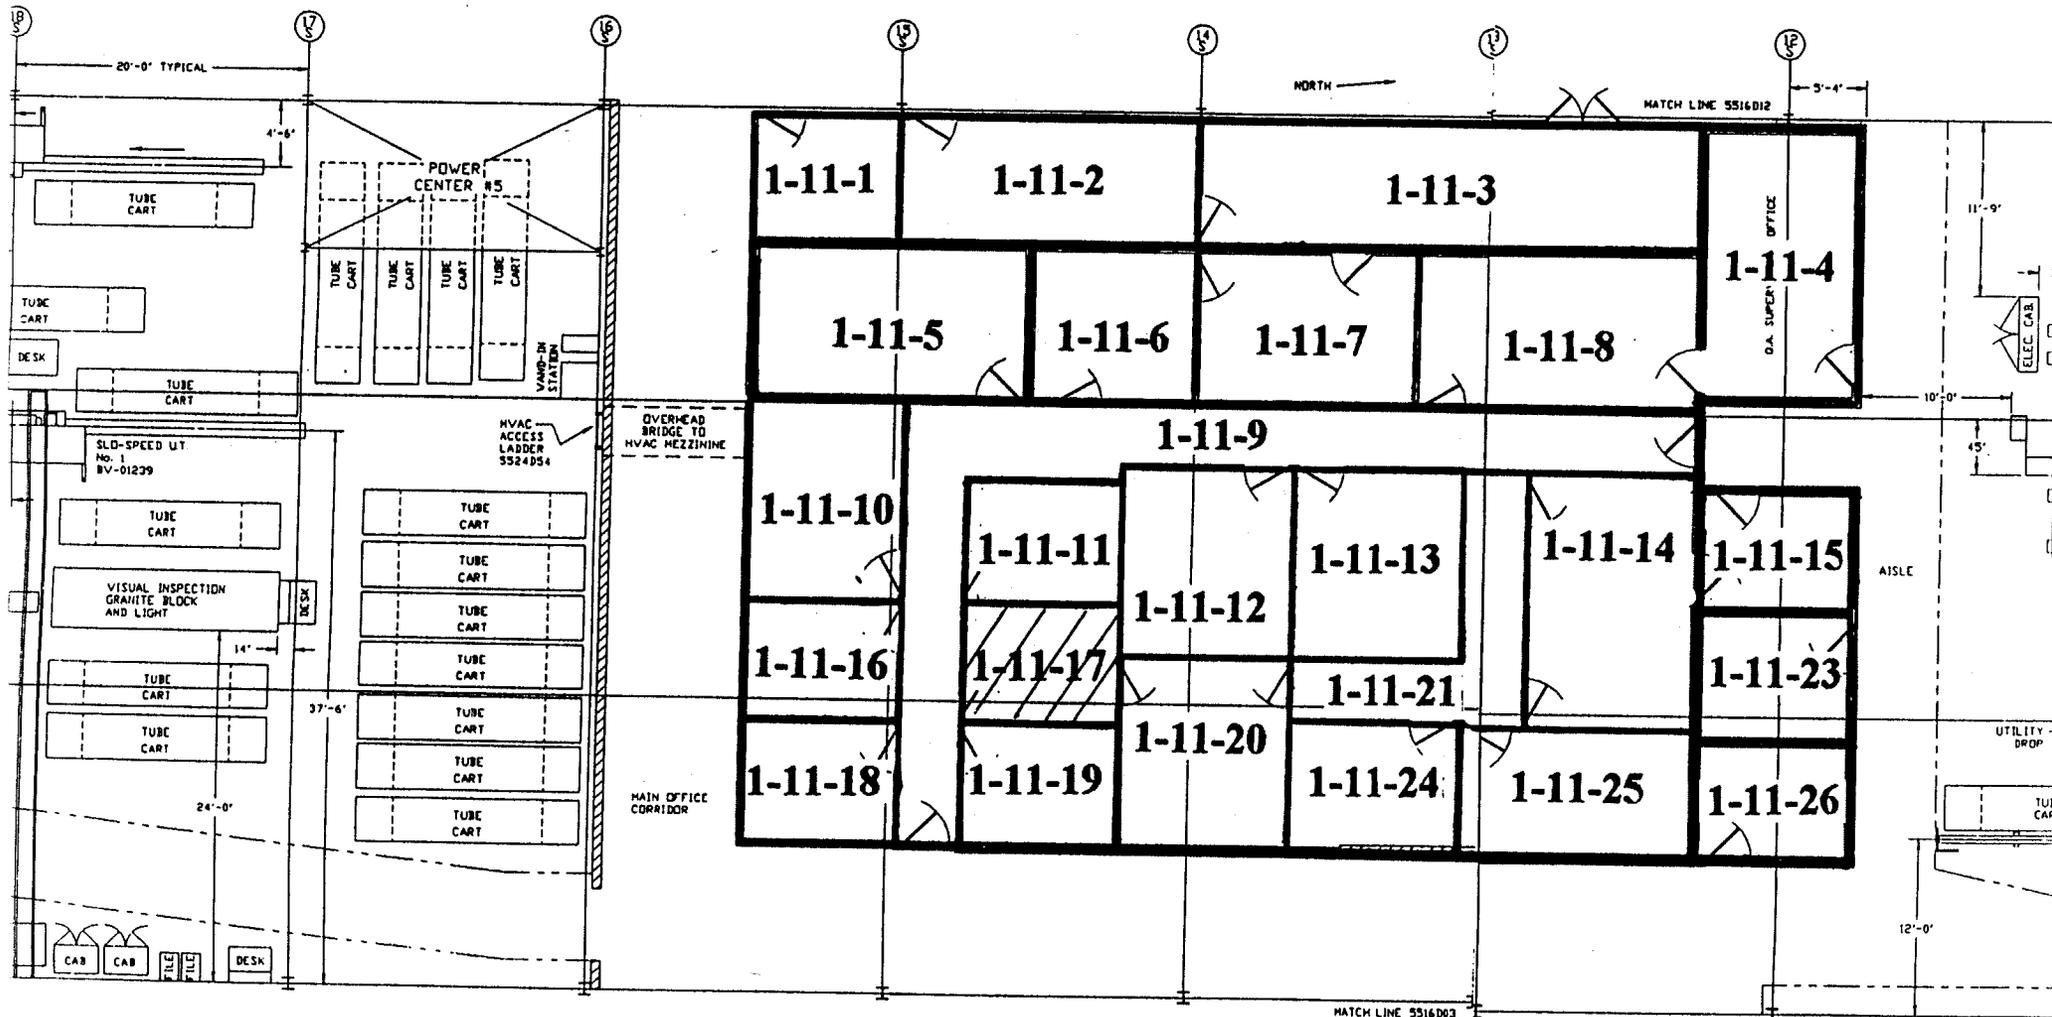 18 S
17 S
16 S
15 S
14 S
13 S
12 S
20'-0" TYPICAL
NORTH
MATCH LINE 5516D12
5'-4"
4'-6"
POWER
CENTER #5
TUBE
CART
TUBE
CART
TUBE
CART
TUBE
CART
TUBE
CART
TUBE
CART
DESK
TUBE
CART
VAND-IN
STATION
HVAC
ACCESS
LADDER
5524D54
OVERHEAD
BRIDGE TO
HVAC MEZZININE
SLO-SPEED U.T.
No. 1
BV-01239
TUBE
CART
VISUAL INSPECTION
GRANITE BLOCK
AND LIGHT
DESK
14"
TUBE
CART
TUBE
CART
37'-6"
24'-0"
TUBE
CART
TUBE
CART
TUBE
CART
TUBE
CART
TUBE
CART
TUBE
CART
TUBE
CART
CAB
CAB
FILE
FILE
DESK
MAIN OFFICE
CORRIDOR
1-11-1
1-11-2
1-11-3
1-11-4
Q.A. SUPER OFFICE
1-11-5
1-11-6
1-11-7
1-11-8
1-11-9
1-11-10
1-11-11
1-11-12
1-11-13
1-11-14
1-11-15
1-11-16
1-11-17
1-11-18
1-11-19
1-11-20
1-11-21
1-11-23
1-11-24
1-11-25
1-11-26
11'-9"
ELEC. CAB.
10'-0"
45"
AISLE
UTILITY
DROP
12'-0"
MATCH LINE 5516D03